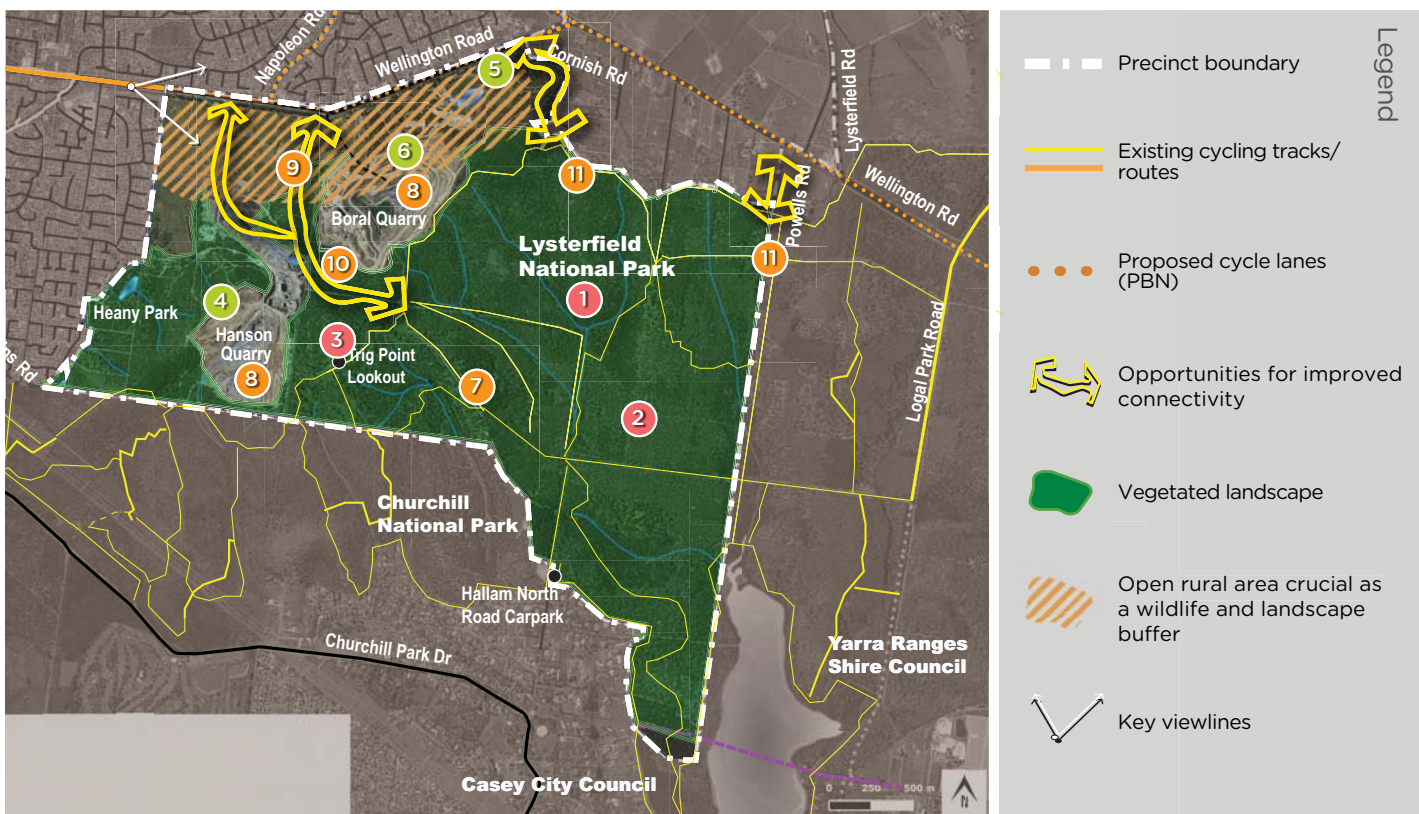 Napoleon Rd
Wellington Road
Cornish Rd
Lysterfield Rd
Wellington Rd
Powells Rd
5
6
9
8
11
Boral Quarry
Lysterfield
National Park
11
10
1
4
Heany Park
Hanson
Quarry
3
Trig Point
Lookout
8
7
2
Logal Park Road
Churchill
National Park
Hallam North
Road Carpark
Churchill Park Dr
Yarra Ranges
Shire Council
Casey City Council
0 250 500 m
N
Legend
Precinct boundary
Existing cycling tracks/
routes
Proposed cycle lanes
(PBN)
Opportunities for improved
connectivity
Vegetated landscape
Open rural area crucial as
a wildlife and landscape
buffer
Key viewlines